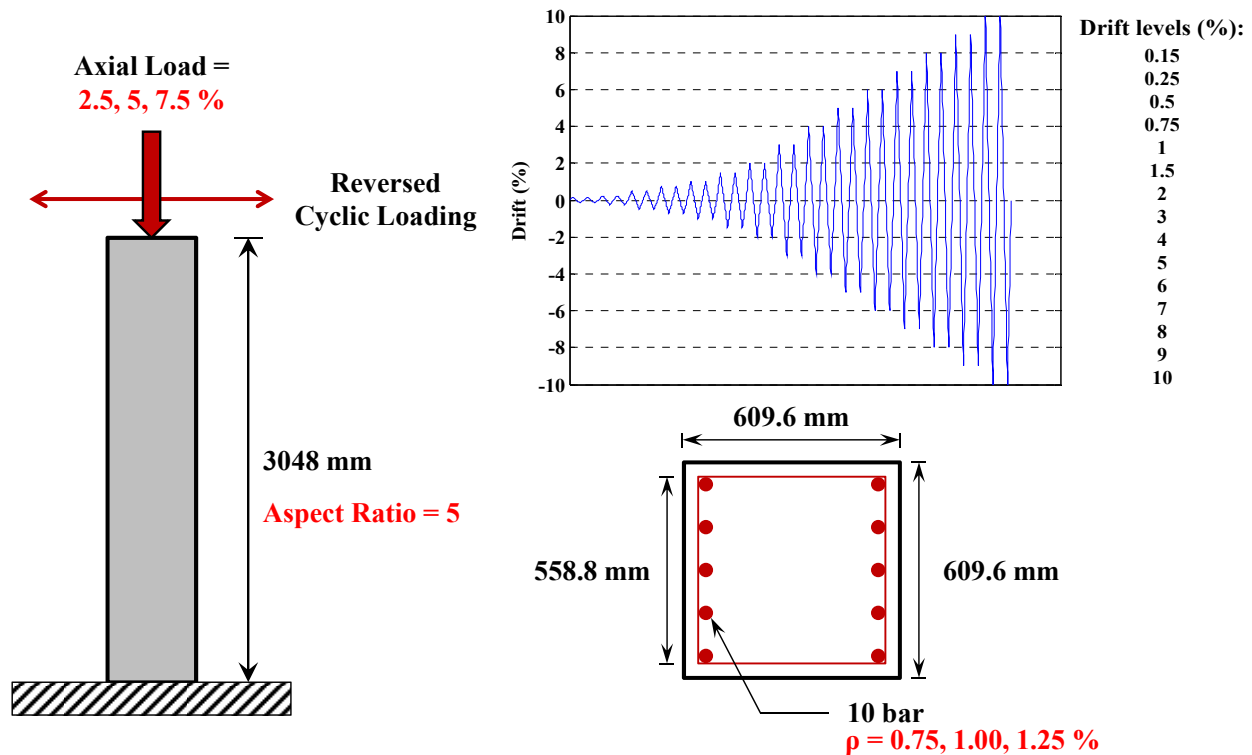 Axial Load =
2.5, 5, 7.5 %
Reversed
Cyclic Loading
3048 mm
Aspect Ratio = 5
10
8
6
4
2
0
-2
-4
-6
-8
-10
Drift (%)
Drift levels (%):
0.15
0.25
0.5
0.75
1
1.5
2
3
4
5
6
7
8
9
10
609.6 mm
558.8 mm
609.6 mm
10 bar
ρ = 0.75, 1.00, 1.25 %